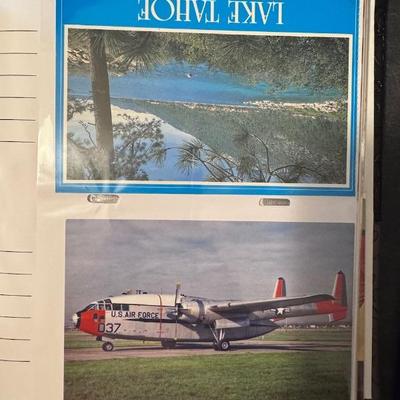 LAKE TAHOE
U.S. AIR FORCE
037